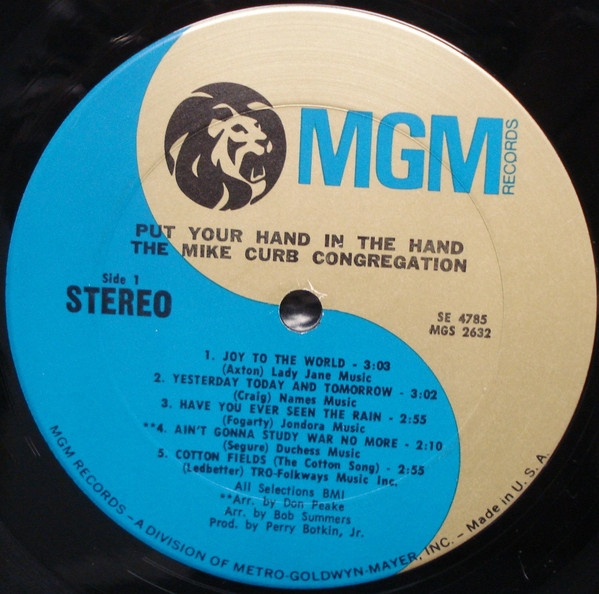 MGM
RECORDS
PUT YOUR HAND IN THE HAND
THE MIKE CURB CONGREGATION
Side 1
STEREO
SE 4785
MGS 2632
1. JOY TO THE WORLD - 3:03
(Axton) Lady Jane Music
2. YESTERDAY TODAY AND TOMORROW - 3:02
(Craig) Names Music
3. HAVE YOU EVER SEEN THE RAIN - 2:55
(Fogarty) Jondora Music
**4. AIN'T GONNA STUDY WAR NO MORE - 2:10
(Segure) Duchess Music
5. COTTON FIELDS (The Cotton Song) - 2:55
(Ledbetter) TRO-Folkways Music Inc.
All Selections BMI
**Arr. by Don Peake
Arr. by Bob Summers
Prod. by Perry Botkin, Jr.
MGM RECORDS - A DIVISION OF METRO-GOLDWYN-MAYER, INC. - Made in U. S. A.